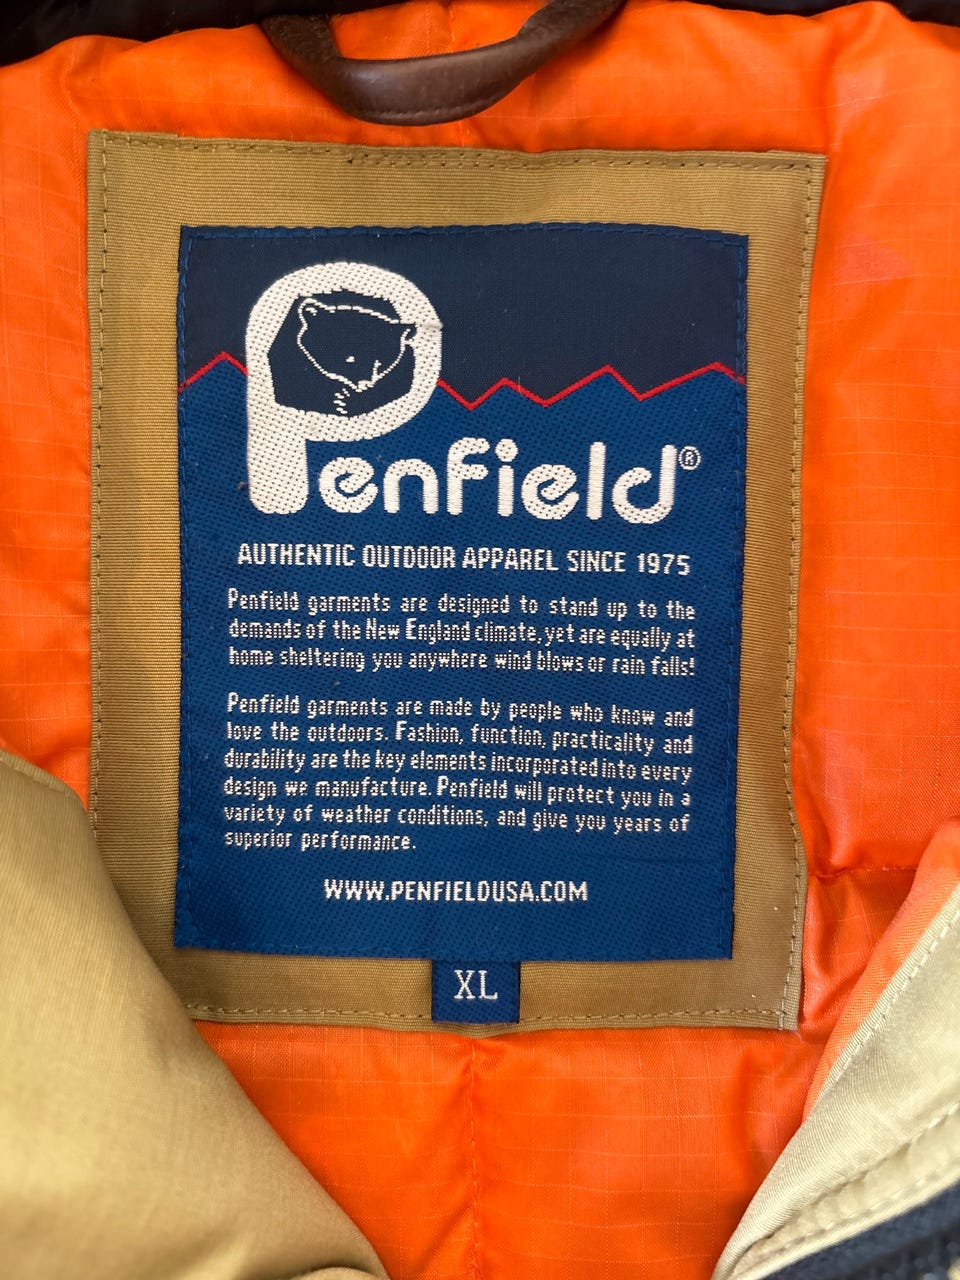 Penfield®
AUTHENTIC OUTDOOR APPAREL SINCE 1975
Penfield garments are designed to stand up to the
demands of the New England climate, yet are equally at
home sheltering you anywhere wind blows or rain falls!
Penfield garments are made by people who know and
love the outdoors. Fashion, function, practicality and
durability are the key elements incorporated into every
design we manufacture. Penfield will protect you in a
variety of weather conditions, and give you years of
superior performance.
WWW.PENFIELDUSA.COM
XL